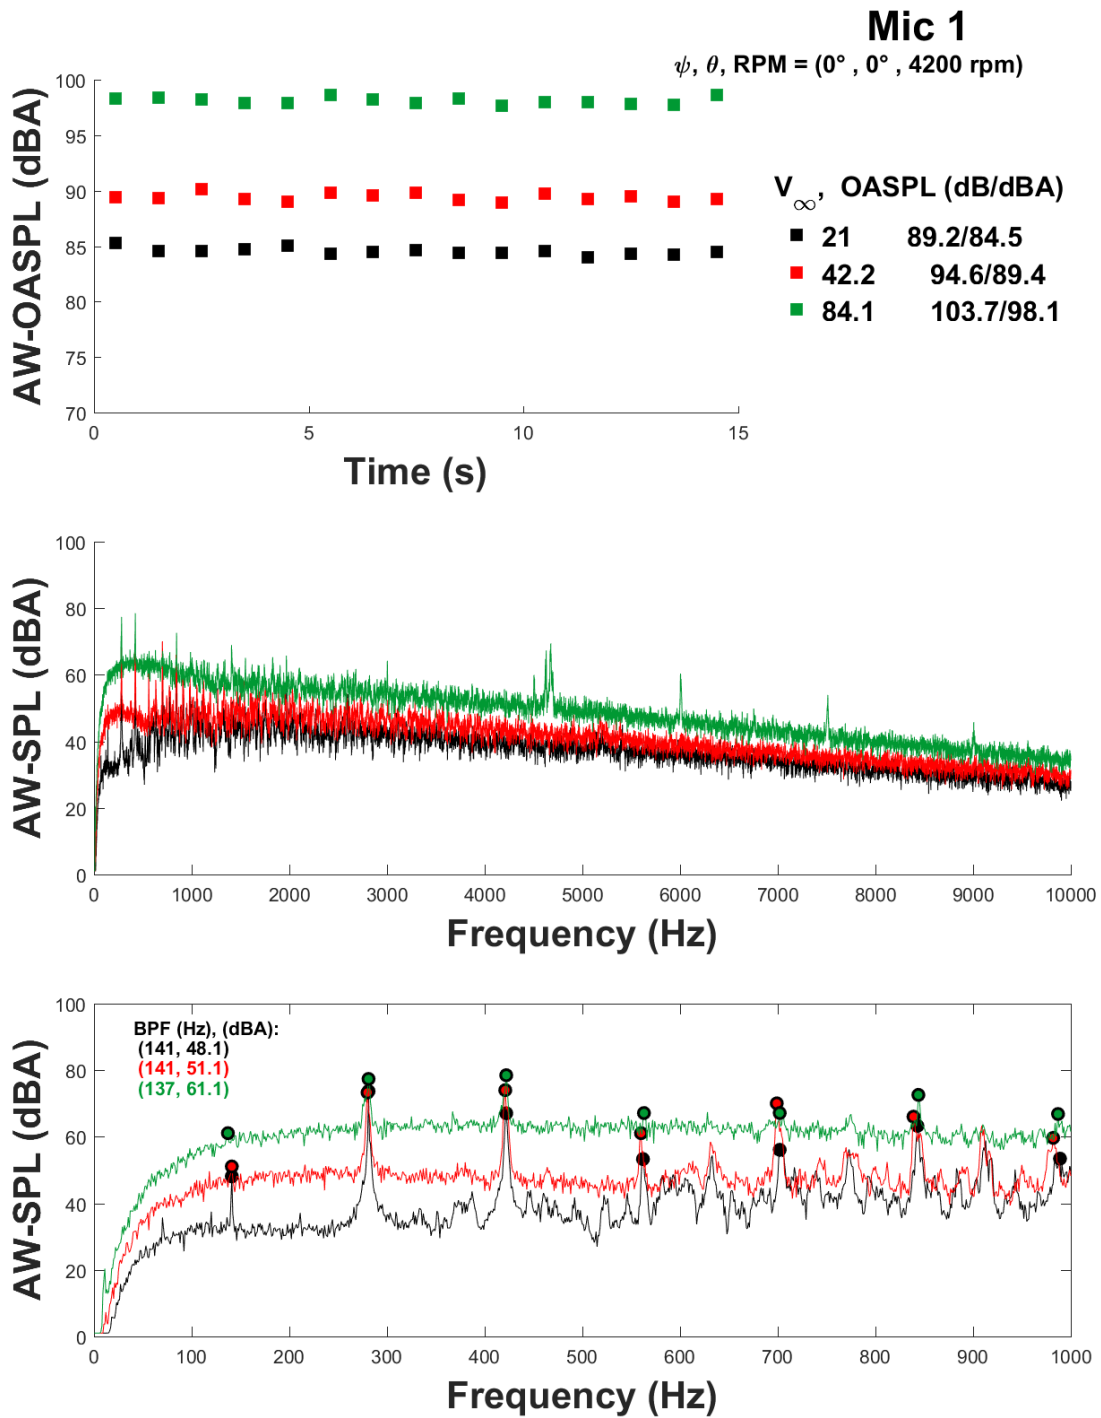 Mic 1
ψ, θ, RPM = (0° , 0° , 4200 rpm)
100
95
90
85
80
75
70
AW-OASPL (dBA)
0 5 10 15
Time (s)
V∞, OASPL (dB/dBA)
21 89.2/84.5
42.2 94.6/89.4
84.1 103.7/98.1
100
80
60
40
20
0
AW-SPL (dBA)
0 1000 2000 3000 4000 5000 6000 7000 8000 9000 10000
Frequency (Hz)
100
80
60
40
20
0
AW-SPL (dBA)
BPF (Hz), (dBA):
(141, 48.1)
(141, 51.1)
(137, 61.1)
0 100 200 300 400 500 600 700 800 900 1000
Frequency (Hz)